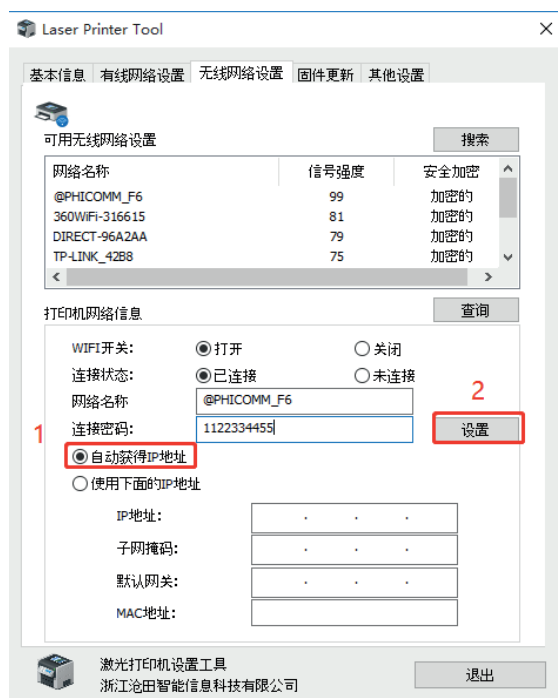 Laser Printer Tool
基本信息 有线网络设置 无线网络设置 固件更新 其他设置
可用无线网络设置 搜索
网络名称 信号强度 安全加密
@PHICOMM_F6 99 加密的
360WiFi-316615 81 加密的
DIRECT-96A2AA 79 加密的
TP-LINK_42B8 75 加密的
打印机网络信息 查询
WIFI开关: 打开 关闭
连接状态: 已连接 未连接
2
网络名称 @PHICOMM_F6
1 连接密码: 1122334455 设置
自动获得IP地址
使用下面的IP地址
IP地址: . . .
子网掩码: . . .
默认网关: . . .
MAC地址:
激光打印机设置工具
浙江沧田智能信息科技有限公司 退出